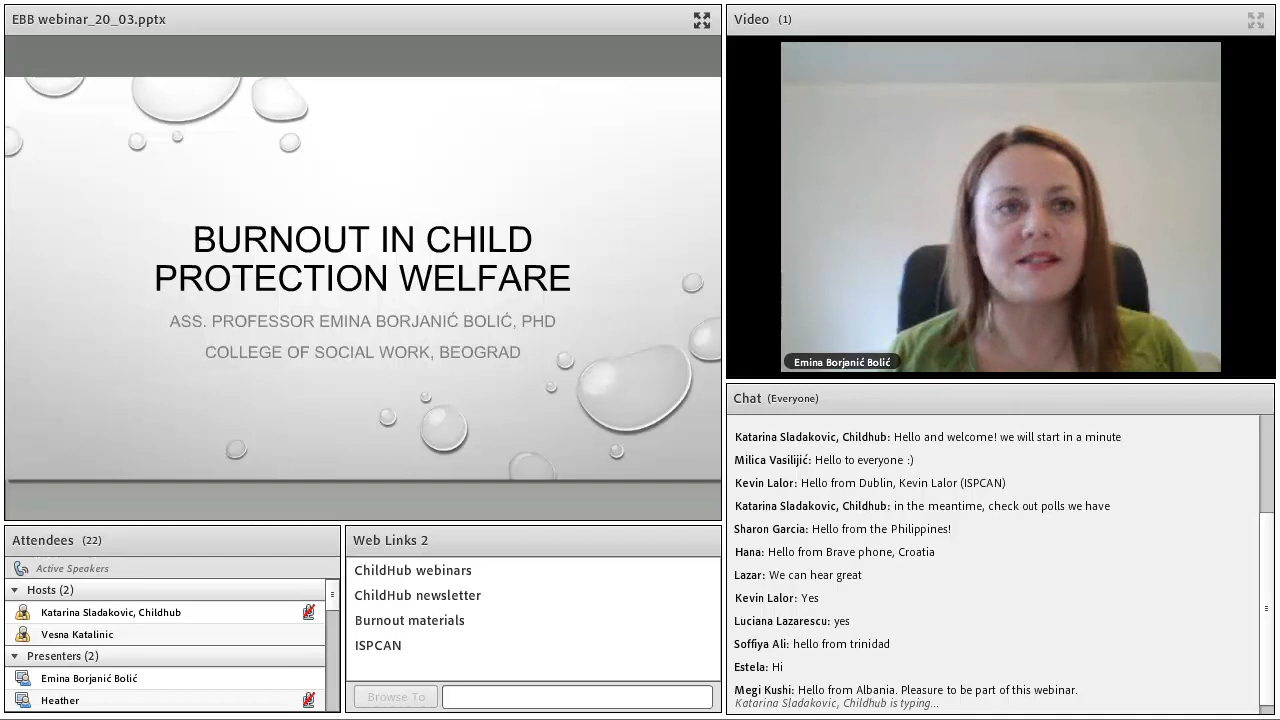 EBB webinar_20_03.pptx
BURNOUT IN CHILD
PROTECTION WELFARE
ASS. PROFESSOR EMINA BORJANIĆ BOLIĆ, PHD
COLLEGE OF SOCIAL WORK, BEOGRAD
Video (1)
Emina Borjanić Bolić
Attendees (22)
Active Speakers
Hosts (2)
Katarina Sladakovic, Childhub
Vesna Katalinic
Presenters (2)
Emina Borjanić Bolić
Heather
Web Links 2
ChildHub webinars
ChildHub newsletter
Burnout materials
ISPCAN
Browse To
Chat (Everyone)
Katarina Sladakovic, Childhub: Hello and welcome! we will start in a minute
Milica Vasilijić: Hello to everyone :)
Kevin Lalor: Hello from Dublin, Kevin Lalor (ISPCAN)
Katarina Sladakovic, Childhub: in the meantime, check out polls we have
Sharon Garcia: Hello from the Philippines!
Hana: Hello from Brave phone, Croatia
Lazar: We can hear great
Kevin Lalor: Yes
Luciana Lazarescu: yes
Soffiya Ali: hello from trinidad
Estela: Hi
Megi Kushi: Hello from Albania. Pleasure to be part of this webinar.
Katarina Sladakovic, Childhub is typing...